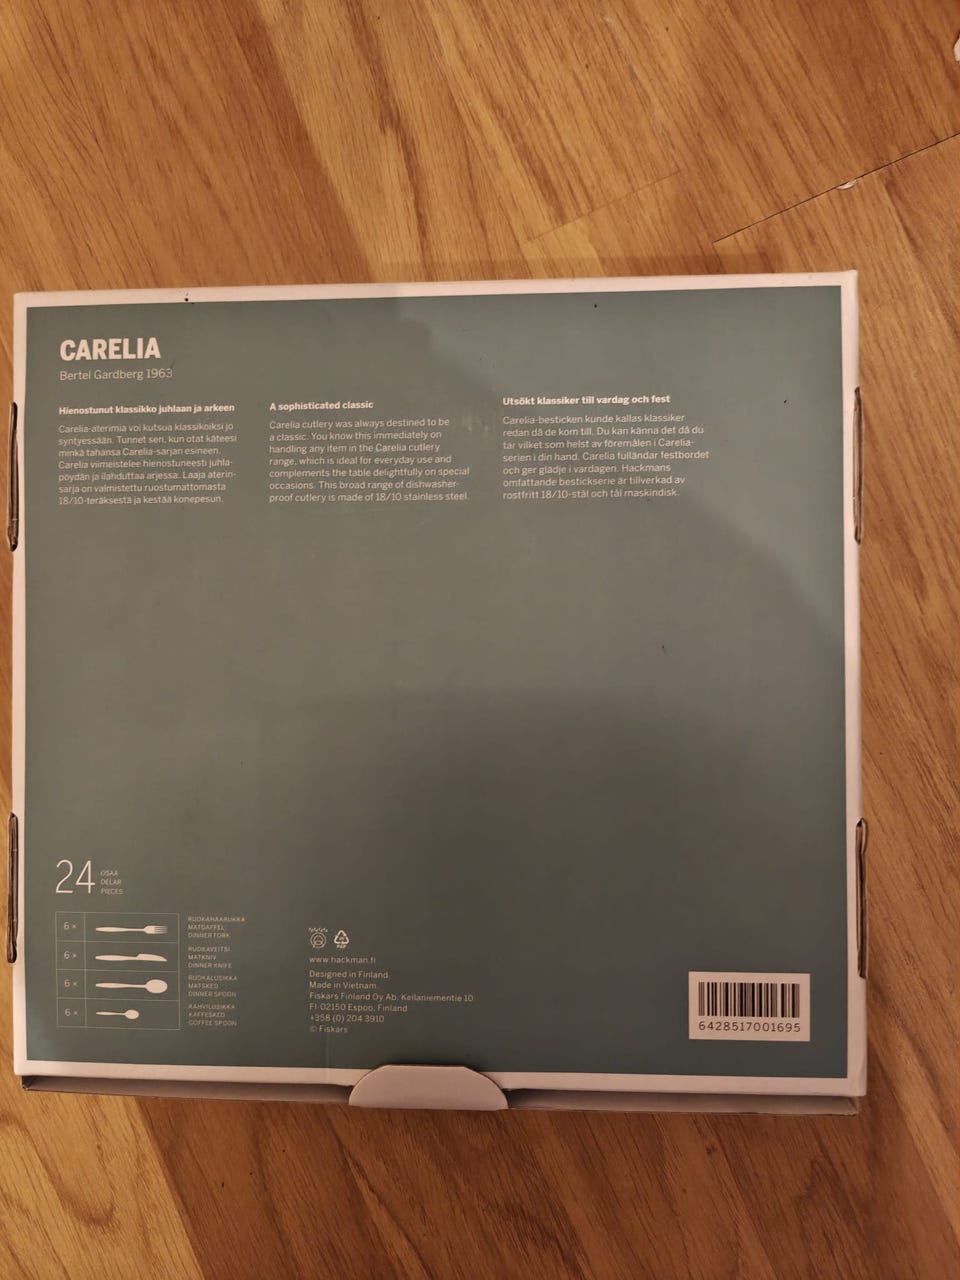 CARELIA
Bertel Gardberg 1963
Hienostunut klassikko juhlaan ja arkeen
Carelia-aterimia voi kutsua klassikoiksi jo
syntyessään. Tunnet sen, kun otat käteesi
minkä tahansa Carelia-sarjan esineen.
Carelia viimeistelee hienostuneesti juhla-
pöydän ja ilahduttaa arjessa. Laaja aterin-
sarja on valmistettu ruostumattomasta
18/10-teräksestä ja kestää konepesun.
A sophisticated classic
Carelia cutlery was always destined to be
a classic. You know this immediately on
handling any item in the Carelia cutlery
range, which is ideal for everyday use and
complements the table delightfully on special
occasions. This broad range of dishwasher-
proof cutlery is made of 18/10 stainless steel.
Utsökt klassiker till vardag och fest
Carelia-besticken kunde kallas klassiker
redan då de kom till. Du kan känna det då du
tar vilket som helst av föremålen i Carelia-
serien i din hand. Carelia fulländar festbordet
och ger glädje i vardagen. Hackmans
omfattande bestickserie är tillverkad av
rostfritt 18/10-stål och tål maskindisk.
24
OSAA
DELAR
PIECES
6 ×
RUOKAHAARUKKA
MATGAFFEL
DINNER FORK
6 ×
RUOKAVEITSI
MATKNIV
DINNER KNIFE
6 ×
RUOKALUSIKKA
MATSKED
DINNER SPOON
6 ×
KAHVILUSIKKA
KAFFESKED
COFFEE SPOON
PAP
www.hackman.fi
Designed in Finland.
Made in Vietnam.
Fiskars Finland Oy Ab, Keilaniementie 10
FI-02150 Espoo, Finland
+358 (0) 204 3910
© Fiskars
6428517001695